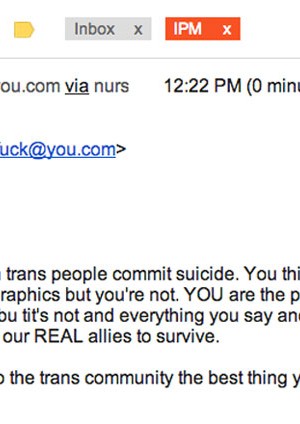 Inbox x IPM x
ou.com via nurs 12:22 PM (0 minu
uck@you.com>
trans people commit suicide. You thi
raphics but you're not. YOU are the p
bu tit's not and everything you say and
our REAL allies to survive.
o the trans community the best thing y